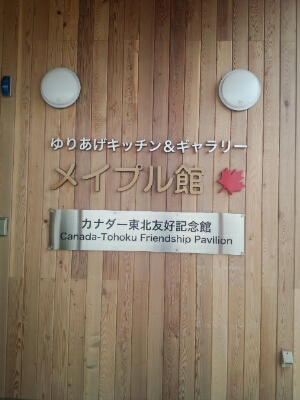 ゆりあげキッチン&ギャラリー
メイプル館
カナダー東北友好記念館
Canada-Tohoku Friendship Pavilion